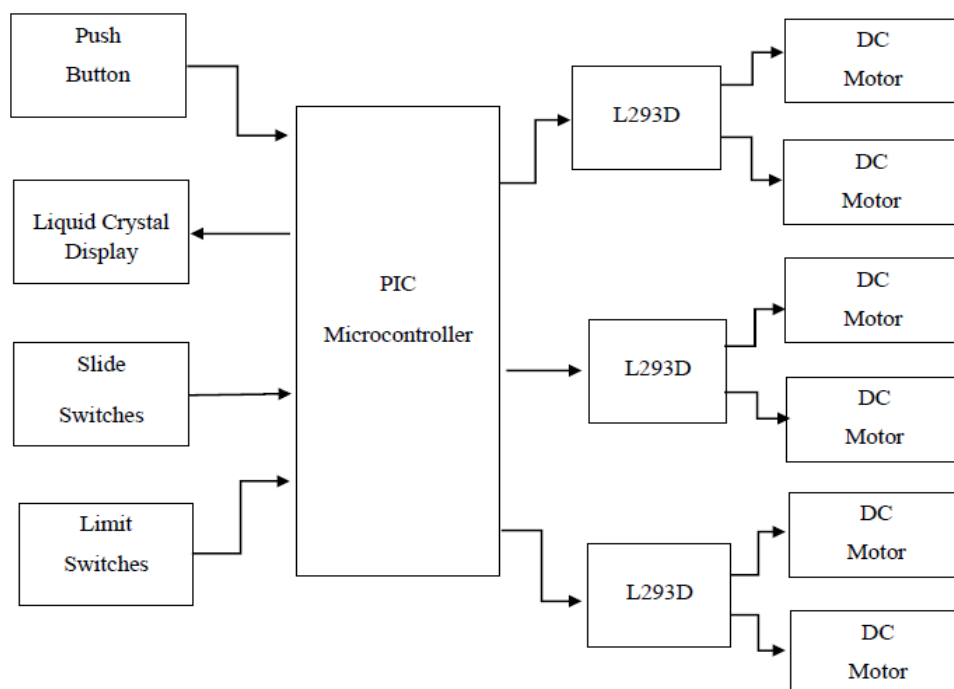 Push
Button
Liquid Crystal
Display
Slide
Switches
Limit
Switches
PIC
Microcontroller
L293D
L293D
L293D
DC
Motor
DC
Motor
DC
Motor
DC
Motor
DC
Motor
DC
Motor